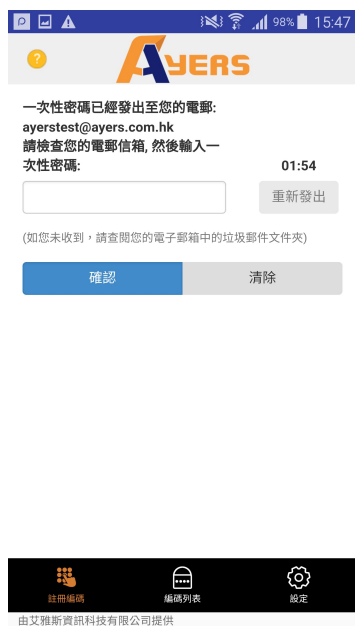 98% 15:47
AYERS
一次性密碼已經發出至您的電郵:
ayerstest@ayers.com.hk
請檢查您的電郵信箱, 然後輸入一
次性密碼:
01:54
重新發出
(如您未收到，請查閱您的電子郵箱中的垃圾郵件文件夾)
確認
清除
註冊編碼
編碼列表
設定
由艾雅斯資訊科技有限公司提供